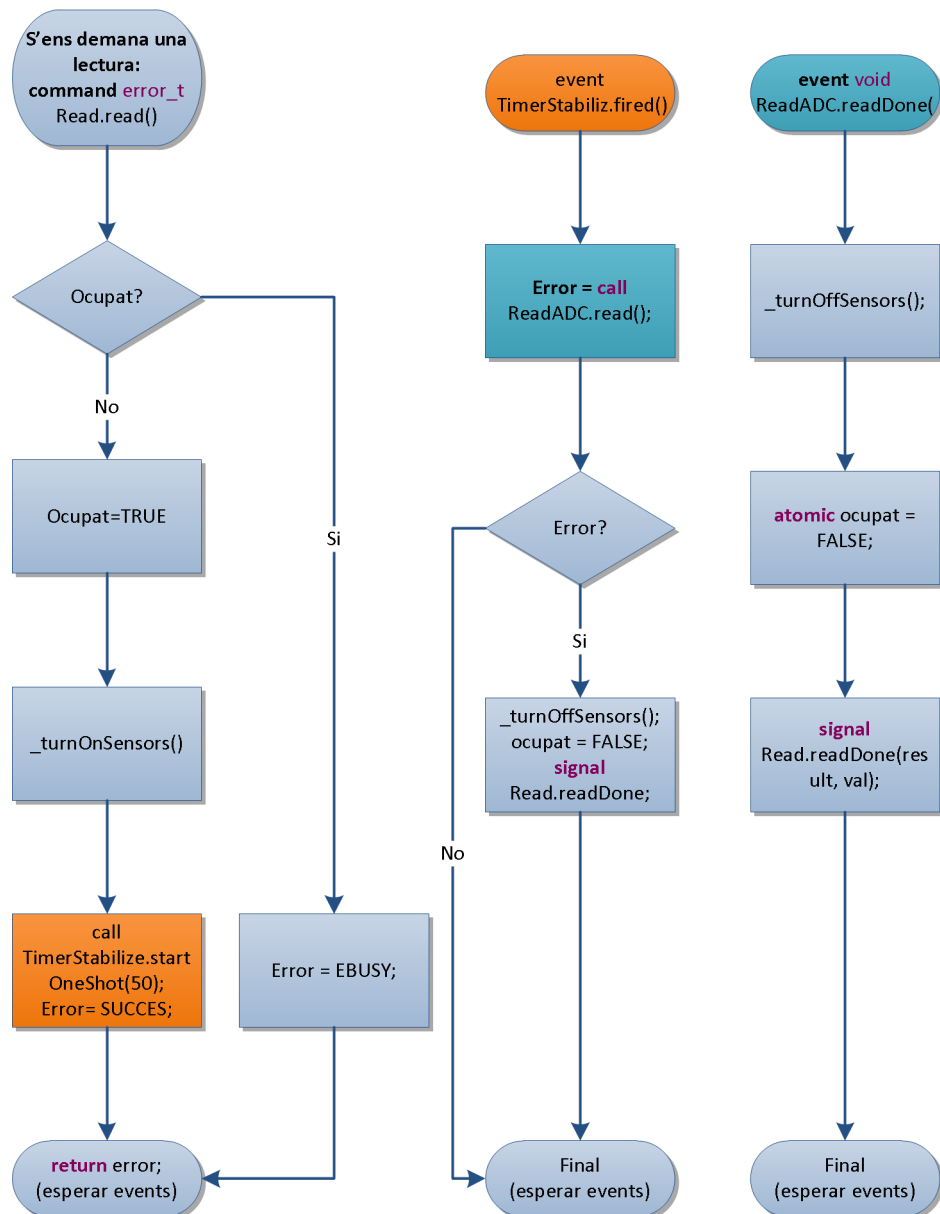 S'ens demana una
lectura:
command error_t
Read.read()
Ocupat?
No
Si
Ocupat=TRUE
_turnOnSensors()
call
TimerStabilize.start
OneShot(50);
Error= SUCCES;
Error = EBUSY;
return error;
(esperar events)
event
TimerStabiliz.fired()
Error = call
ReadADC.read();
Error?
No
Si
_turnOffSensors();
ocupat = FALSE;
signal
Read.readDone;
Final
(esperar events)
event void
ReadADC.readDone(
_turnOffSensors();
atomic ocupat =
FALSE;
signal
Read.readDone(res
ult, val);
Final
(esperar events)